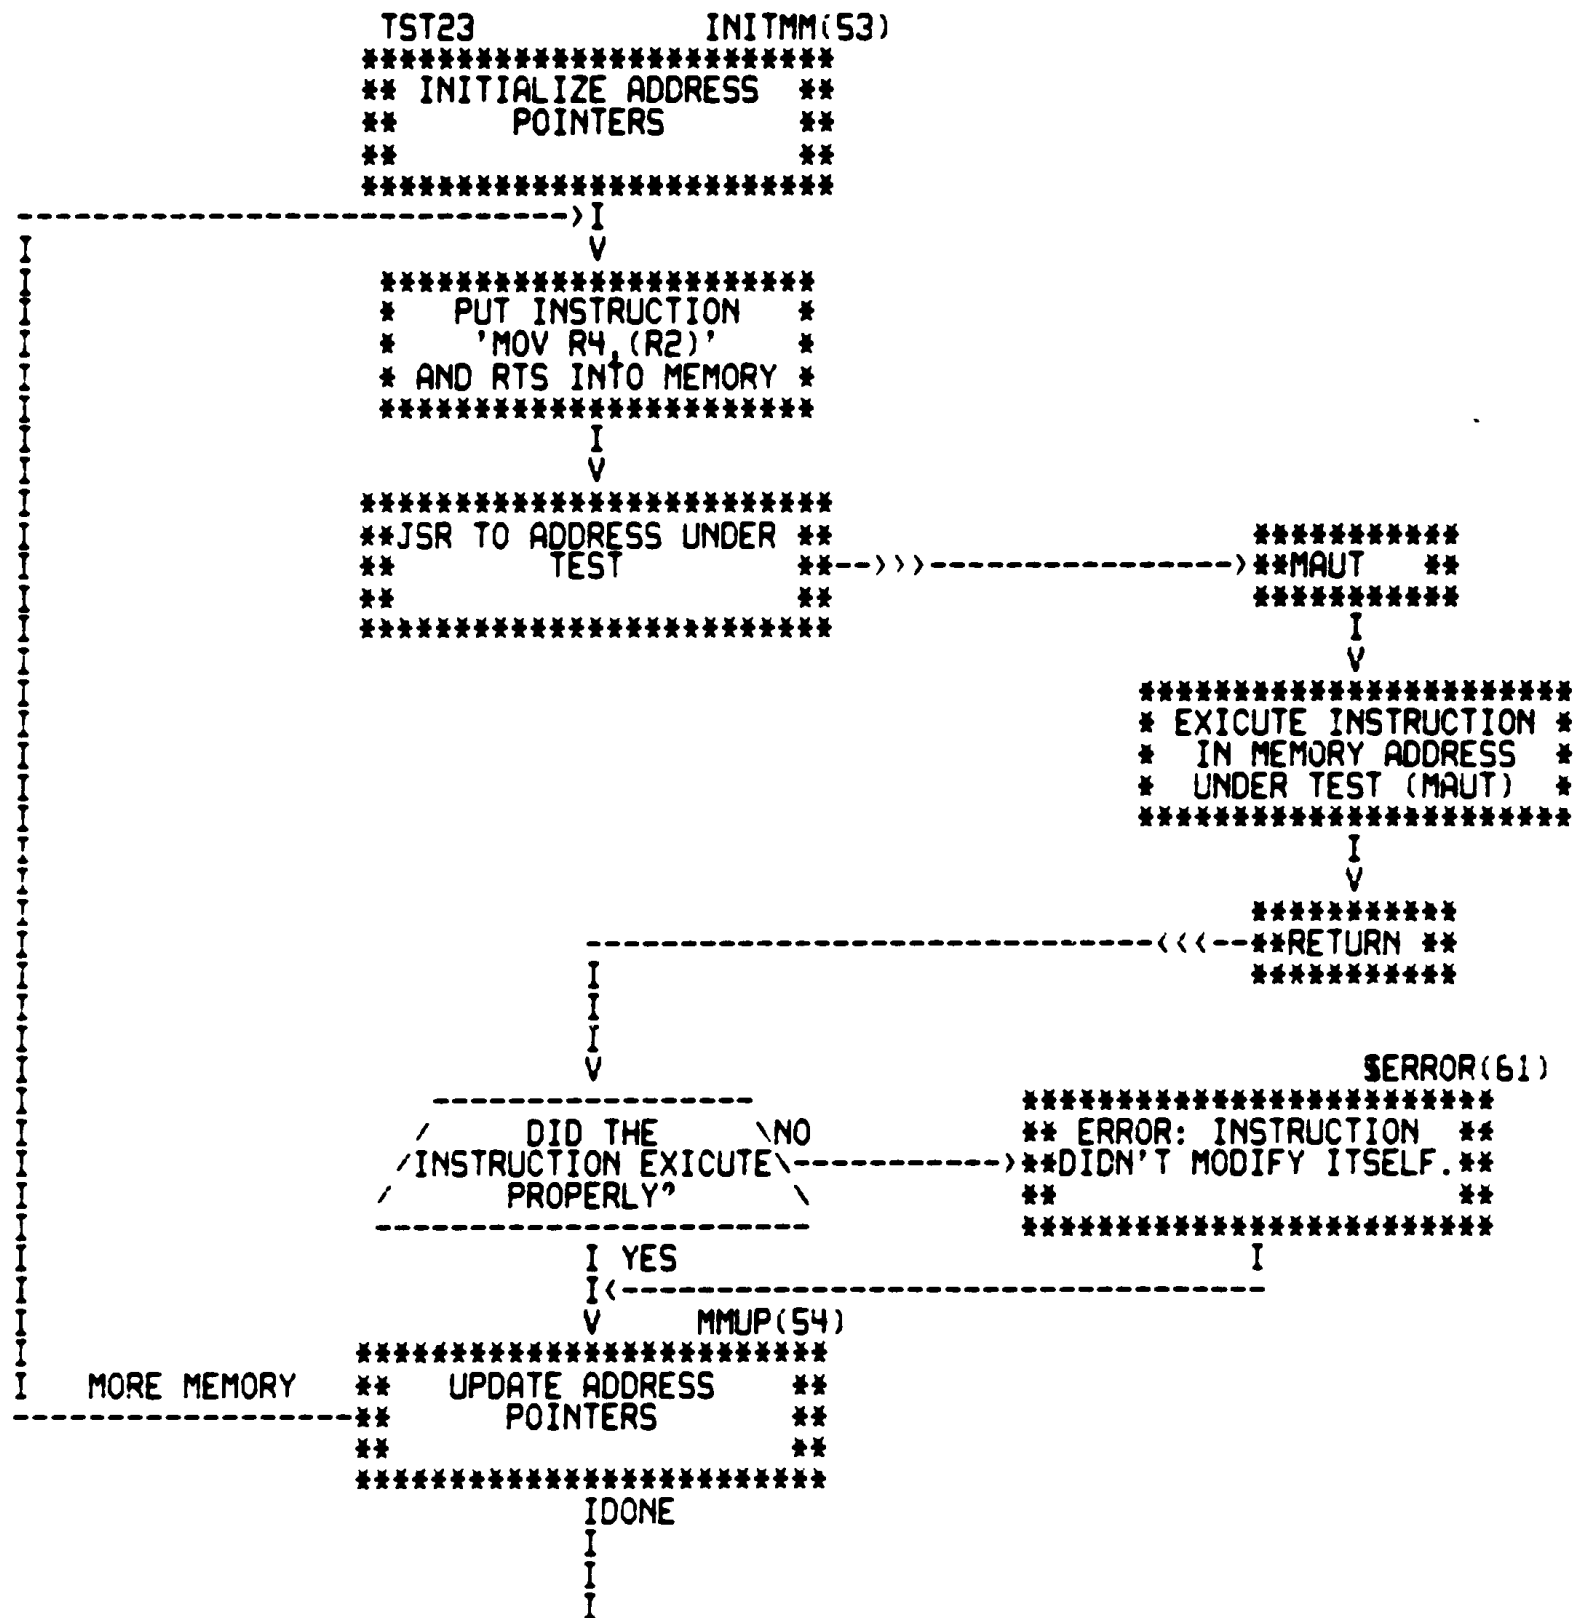 TST23 INITMM(53)
*************************
** INITIALIZE ADDRESS **
** POINTERS **
** **
*************************
------------------------------>I
V
***********************
* PUT INSTRUCTION *
* 'MOV R4,(R2)' *
* AND RTS INTO MEMORY *
***********************
I
V
*************************
**JSR TO ADDRESS UNDER **
** TEST **-->>>----------------->**MAUT **
** **
*************************
***********
***********
I
V
***********************
* EXICUTE INSTRUCTION *
* IN MEMORY ADDRESS *
* UNDER TEST (MAUT) *
***********************
I
V
***********
------------------------------<<<--**RETURN **
***********
I
I
I
V
$ERROR(61)
-----------------
/ DID THE \NO
/INSTRUCTION EXICUTE\------------>
/ PROPERLY" \
-----------------------
*************************
** ERROR: INSTRUCTION **
**DIDN'T MODIFY ITSELF.**
** **
*************************
I YES I
I<----------------------------------
V MMUP(54)
*************************
I MORE MEMORY ** UPDATE ADDRESS **
------------------** POINTERS **
** **
*************************
IDONE
I
I
I